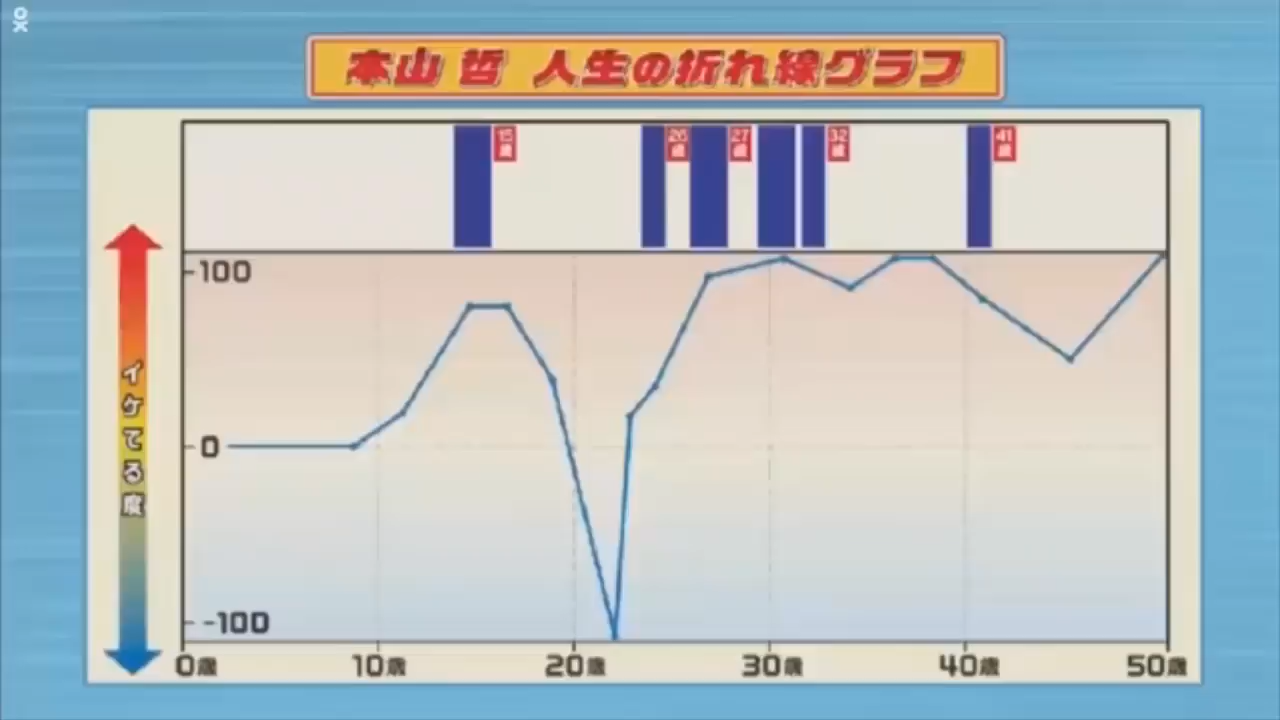 OX
本山 哲 人生の折れ線グラフ
15歳
26歳
27歳
32歳
41歳
イケてる度
100
0
-100
0歳
10歳
20歳
30歳
40歳
50歳